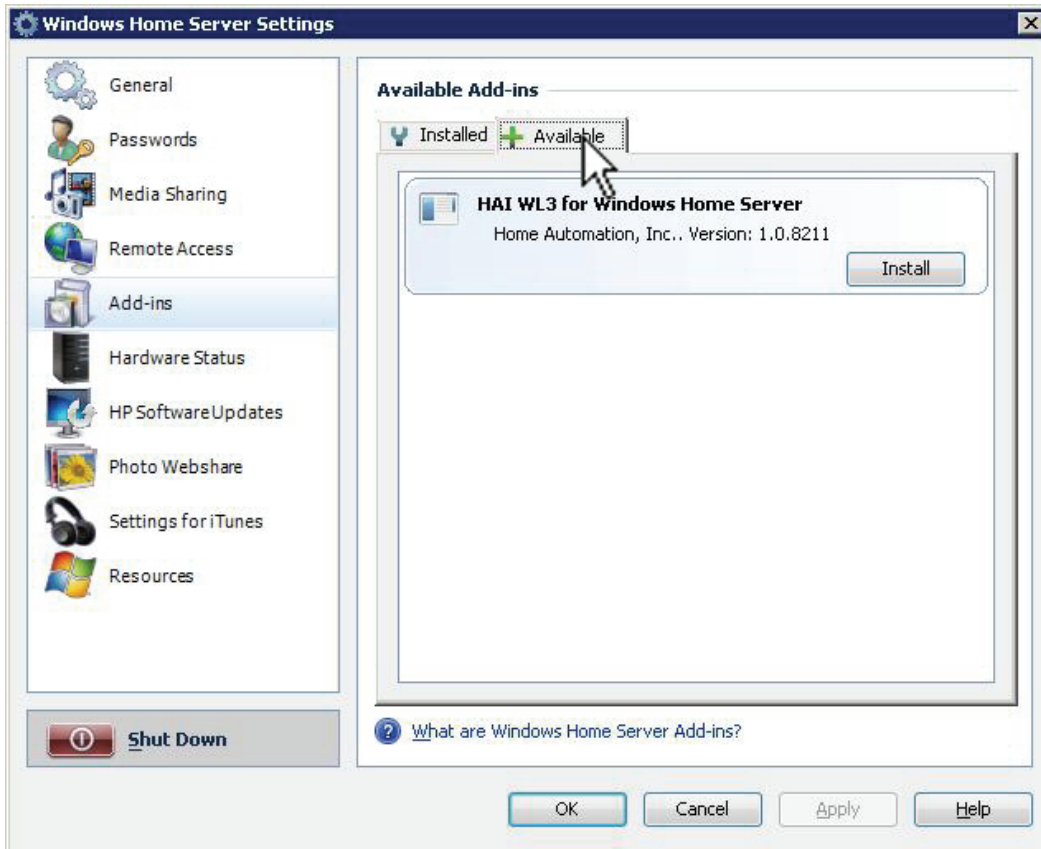 Windows Home Server Settings
General
Passwords
Media Sharing
Remote Access
Add-ins
Hardware Status
HP Software Updates
Photo Webshare
Settings for iTunes
Resources
Shut Down
Available Add-ins
Installed
Available
HAI WL3 for Windows Home Server
Home Automation, Inc.. Version: 1.0.8211
Install
What are Windows Home Server Add-ins?
OK
Cancel
Apply
Help